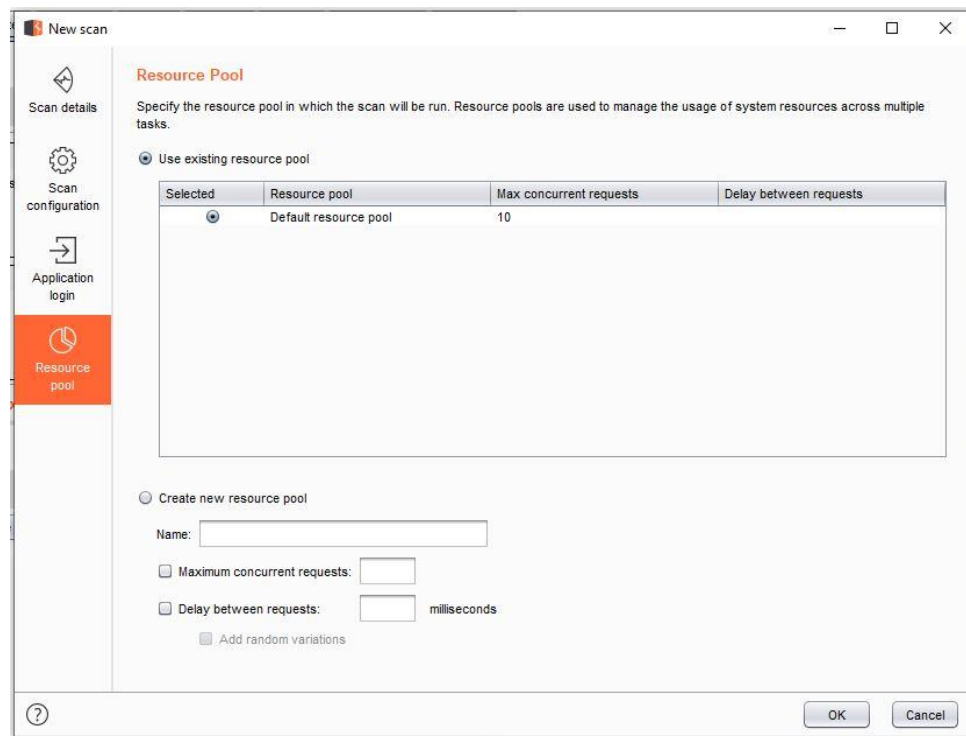 New scan
Scan details
Scan
configuration
Application
login
Resource
pool
Resource Pool
Specify the resource pool in which the scan will be run. Resource pools are used to manage the usage of system resources across multiple
tasks.
Use existing resource pool
Selected Resource pool Max concurrent requests Delay between requests
Default resource pool 10
Create new resource pool
Name:
Maximum concurrent requests:
Delay between requests: milliseconds
Add random variations
?
OK Cancel